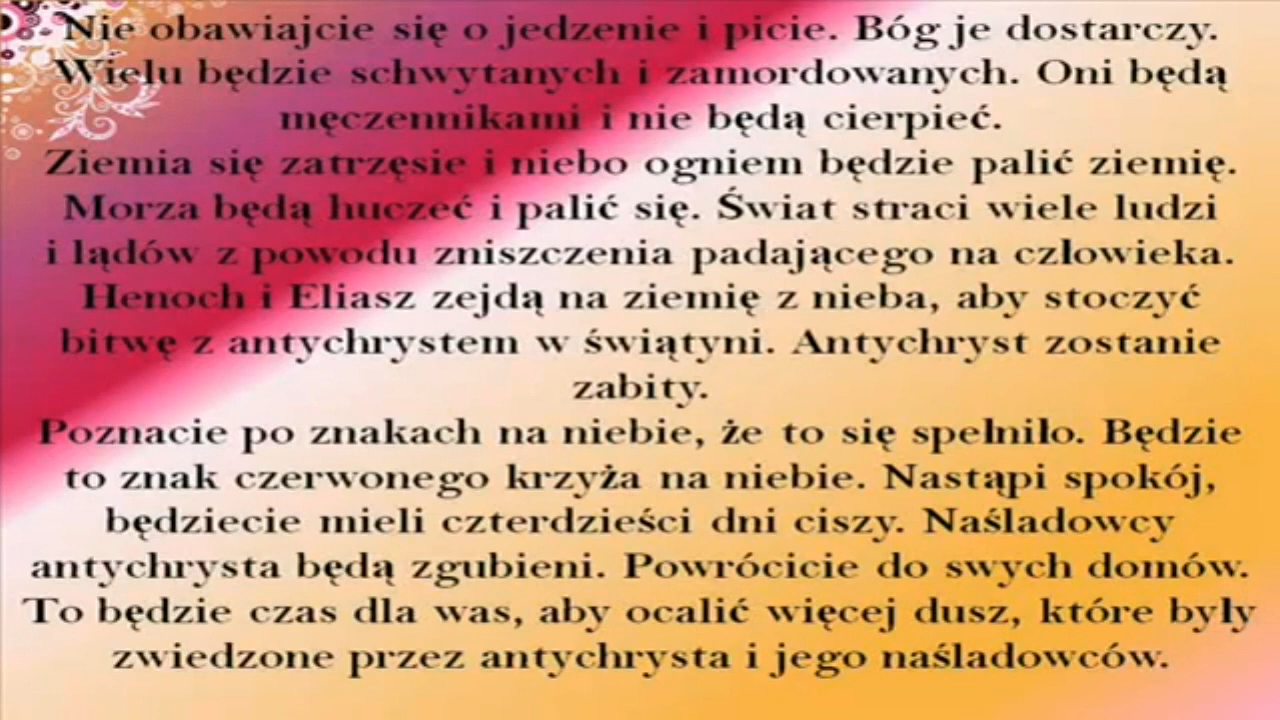 Nie obawiajcie się o jedzenie i picie. Bóg je dostarczy.
Wielu będzie schwytanych i zamordowanych. Oni będą
męczennikami i nie będą cierpieć.
Ziemia się zatrzęsie i niebo ogniem będzie palić ziemię.
Morza będą huczeć i palić się. Świat straci wiele ludzi
i lądów z powodu zniszczenia padającego na człowieka.
Henoch i Eliasz zejdą na ziemię z nieba, aby stoczyć
bitwę z antychrystem w świątyni. Antychryst zostanie
zabity.
Poznacie po znakach na niebie, że to się spełniło. Będzie
to znak czerwonego krzyża na niebie. Nastąpi spokój,
będziecie mieli czterdzieści dni ciszy. Naśladowcy
antychrysta będą zgubieni. Powrócicie do swych domów.
To będzie czas dla was, aby ocalić więcej dusz, które były
zwiedzone przez antychrysta i jego naśladowców.